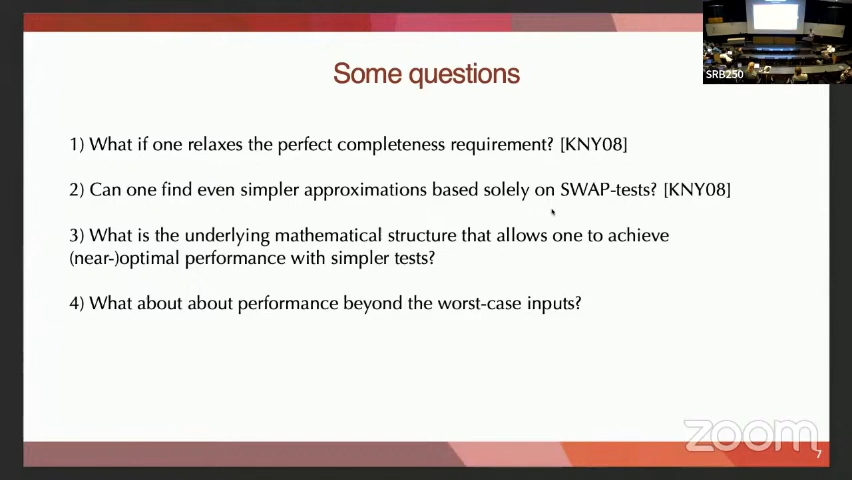 SRB250
Some questions
1) What if one relaxes the perfect completeness requirement? [KNY08]
2) Can one find even simpler approximations based solely on SWAP-tests? [KNY08]
3) What is the underlying mathematical structure that allows one to achieve
(near-)optimal performance with simpler tests?
4) What about about performance beyond the worst-case inputs?
zoom
7